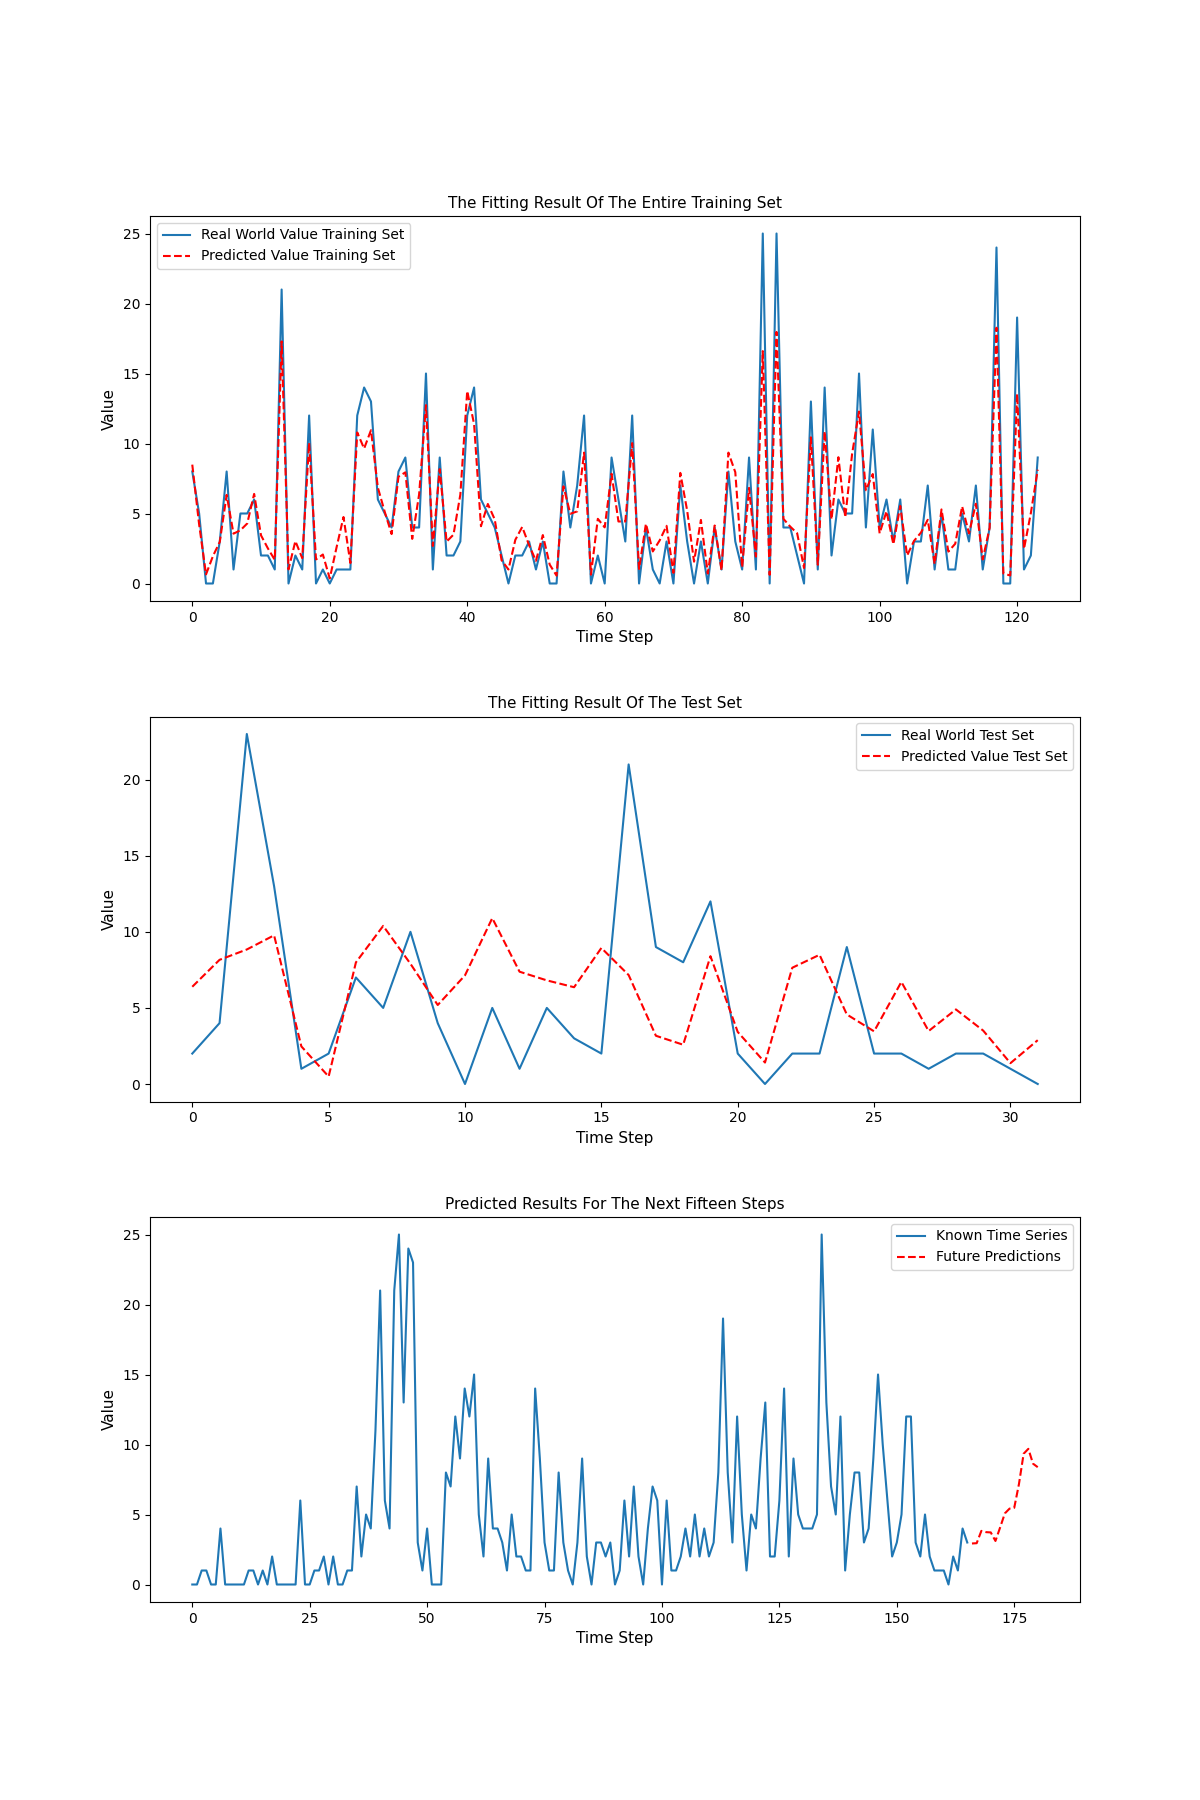 The Fitting Result Of The Entire Training Set
Real World Value Training Set
Predicted Value Training Set
Value
25
20
15
10
5
0
0 20 40 60 80 100 120
Time Step
The Fitting Result Of The Test Set
Real World Test Set
Predicted Value Test Set
Value
20
15
10
5
0
0 5 10 15 20 25 30
Time Step
Predicted Results For The Next Fifteen Steps
Known Time Series
Future Predictions
Value
25
20
15
10
5
0
0 25 50 75 100 125 150 175
Time Step